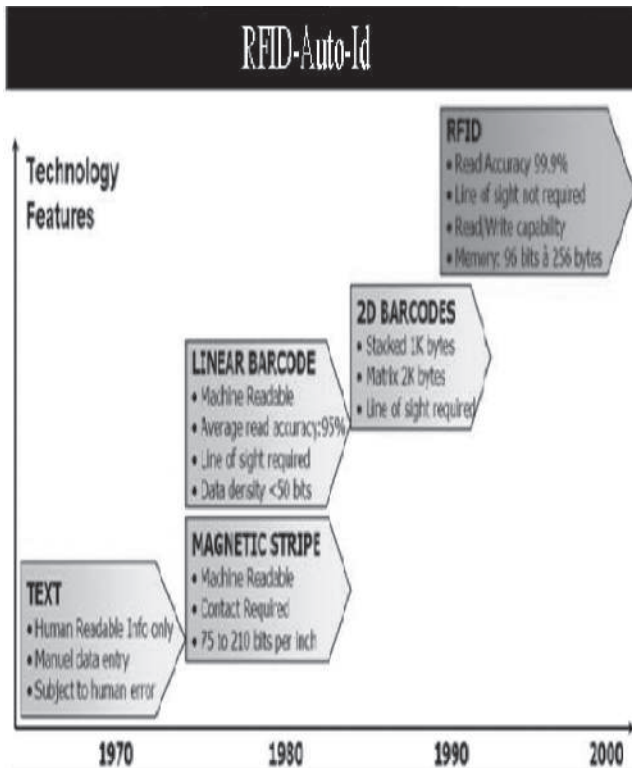 RFID-Auto-Id
Technology
Features
RFID
• Read Accuracy 99.9%
• Line of sight not required
• Read/Write capability
• Memory: 96 bits à 256 bytes
2D BARCODES
• Stacked 1K bytes
• Matrix 2K bytes
• Line of sight required
LINEAR BARCODE
• Machine Readable
• Average read accuracy:95%
• Line of sight required
• Data density <50 bits
MAGNETIC STRIPE
• Machine Readable
• Contact Required
• 75 to 210 bits per inch
TEXT
• Human Readable Info only
• Manuel data entry
• Subject to human error
1970 1980 1990 2000